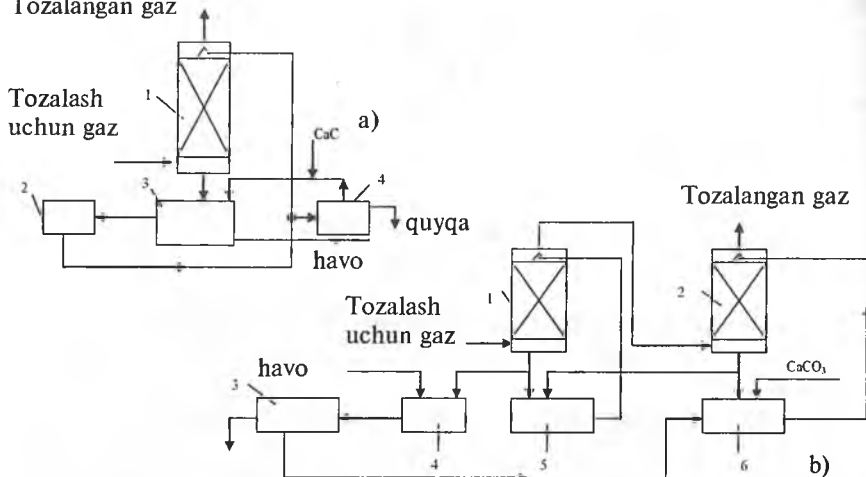 Tozalangan gaz
1
Tozalash
uchun gaz
CaC
a)
2
3
4
quyqa
havo
Tozalangan gaz
1
2
Tozalash
uchun gaz
CaCO₃
havo
3
4
5
6
b)